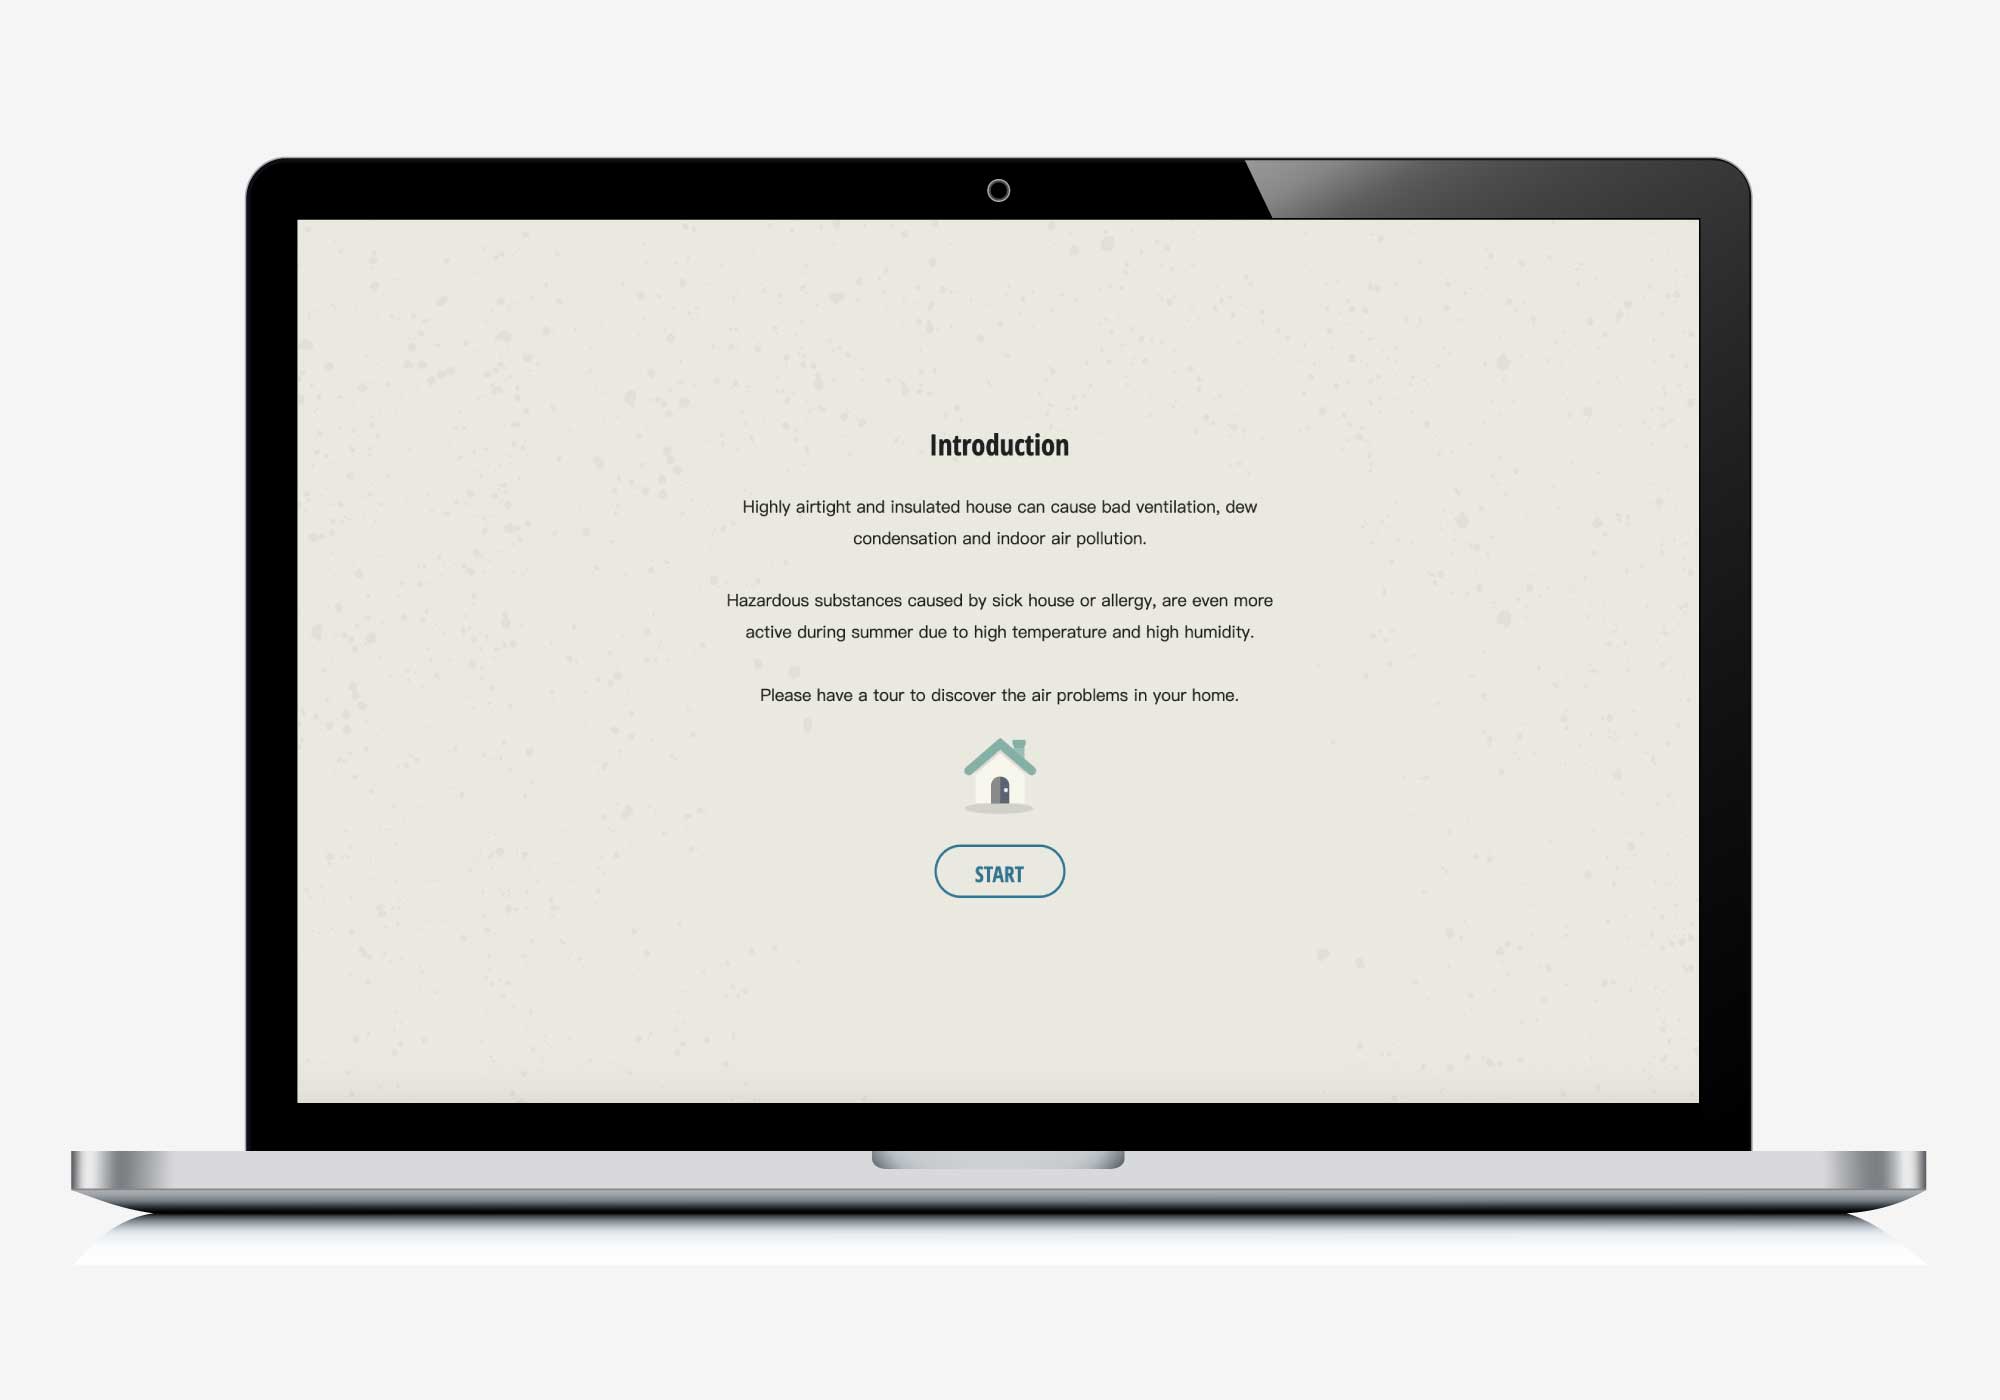 Introduction
Highly airtight and insulated house can cause bad ventilation, dew
condensation and indoor air pollution.
Hazardous substances caused by sick house or allergy, are even more
active during summer due to high temperature and high humidity.
Please have a tour to discover the air problems in your home.
START